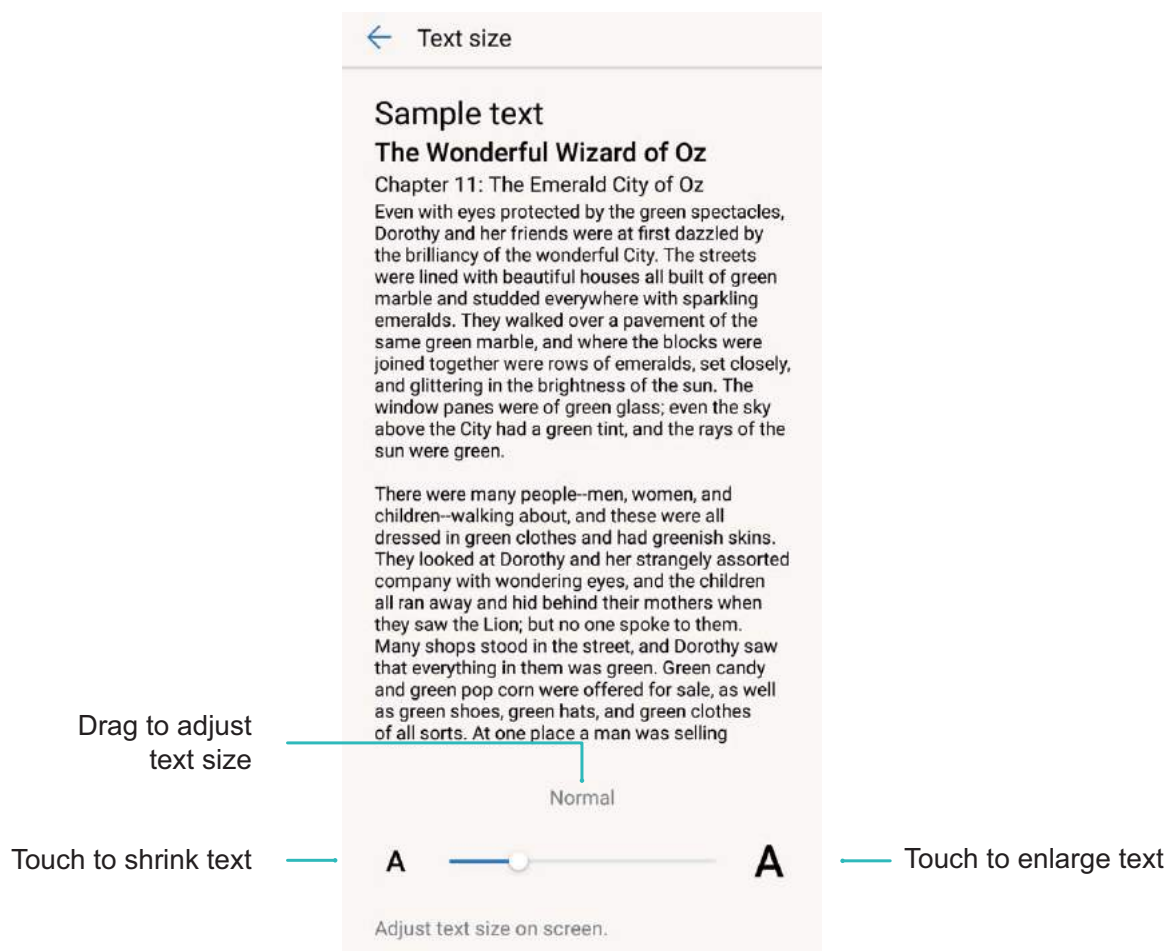 Text size
Sample text
The Wonderful Wizard of Oz
Chapter 11: The Emerald City of Oz
Even with eyes protected by the green spectacles,
Dorothy and her friends were at first dazzled by
the brilliancy of the wonderful City. The streets
were lined with beautiful houses all built of green
marble and studded everywhere with sparkling
emeralds. They walked over a pavement of the
same green marble, and where the blocks were
joined together were rows of emeralds, set closely,
and glittering in the brightness of the sun. The
window panes were of green glass; even the sky
above the City had a green tint, and the rays of the
sun were green.
There were many people--men, women, and
children--walking about, and these were all
dressed in green clothes and had greenish skins.
They looked at Dorothy and her strangely assorted
company with wondering eyes, and the children
all ran away and hid behind their mothers when
they saw the Lion; but no one spoke to them.
Many shops stood in the street, and Dorothy saw
that everything in them was green. Green candy
and green pop corn were offered for sale, as well
as green shoes, green hats, and green clothes
of all sorts. At one place a man was selling
Drag to adjust
text size
Normal
Touch to shrink text
A
A
Touch to enlarge text
Adjust text size on screen.